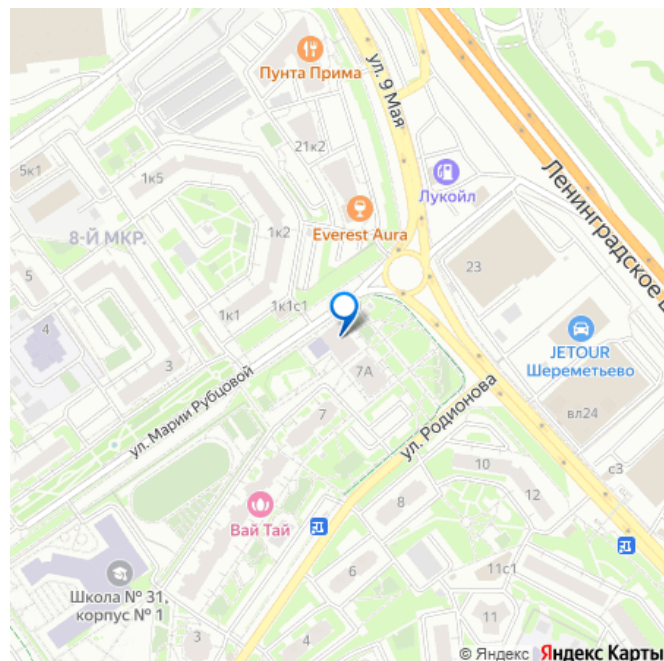 Пунта Прима
ул. 9 Мая
21к2
5к1
1к5
Лукойл
Ленинградское
Everest Aura
8-Й МКР.
1к2
23
5
1к1с1
4
1к1
JETOUR
Шереметьево
3
7А
ул. Марии Рубцовой
7
вл24
ул. Родионова
10
с3
12
8
Вай Тай
11с1
6
Школа № 31,
корпус № 1
11
3
4
© Яндекс Яндекс Карты